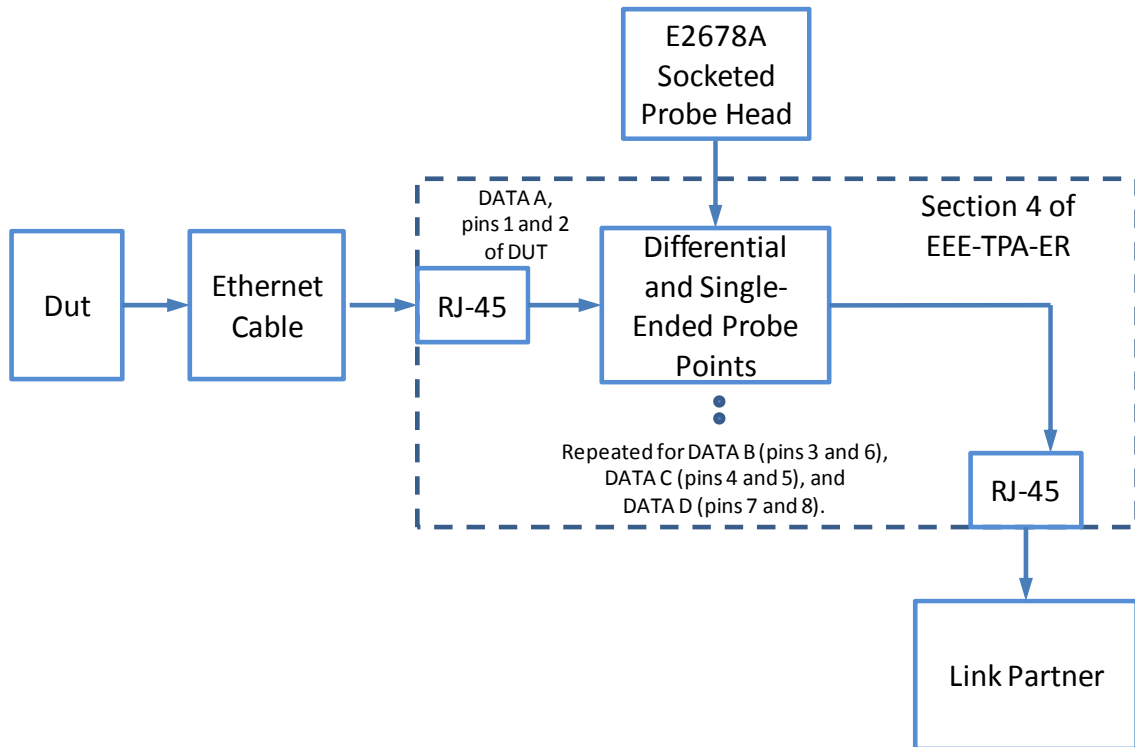 E2678A
Socketed
Probe Head
DATA A,
pins 1 and 2
of DUT
Section 4 of
EEE-TPA-ER
Dut
Ethernet
Cable
RJ-45
Differential
and Single-
Ended Probe
Points
Repeated for DATA B (pins 3 and 6),
DATA C (pins 4 and 5), and
DATA D (pins 7 and 8).
RJ-45
Link Partner